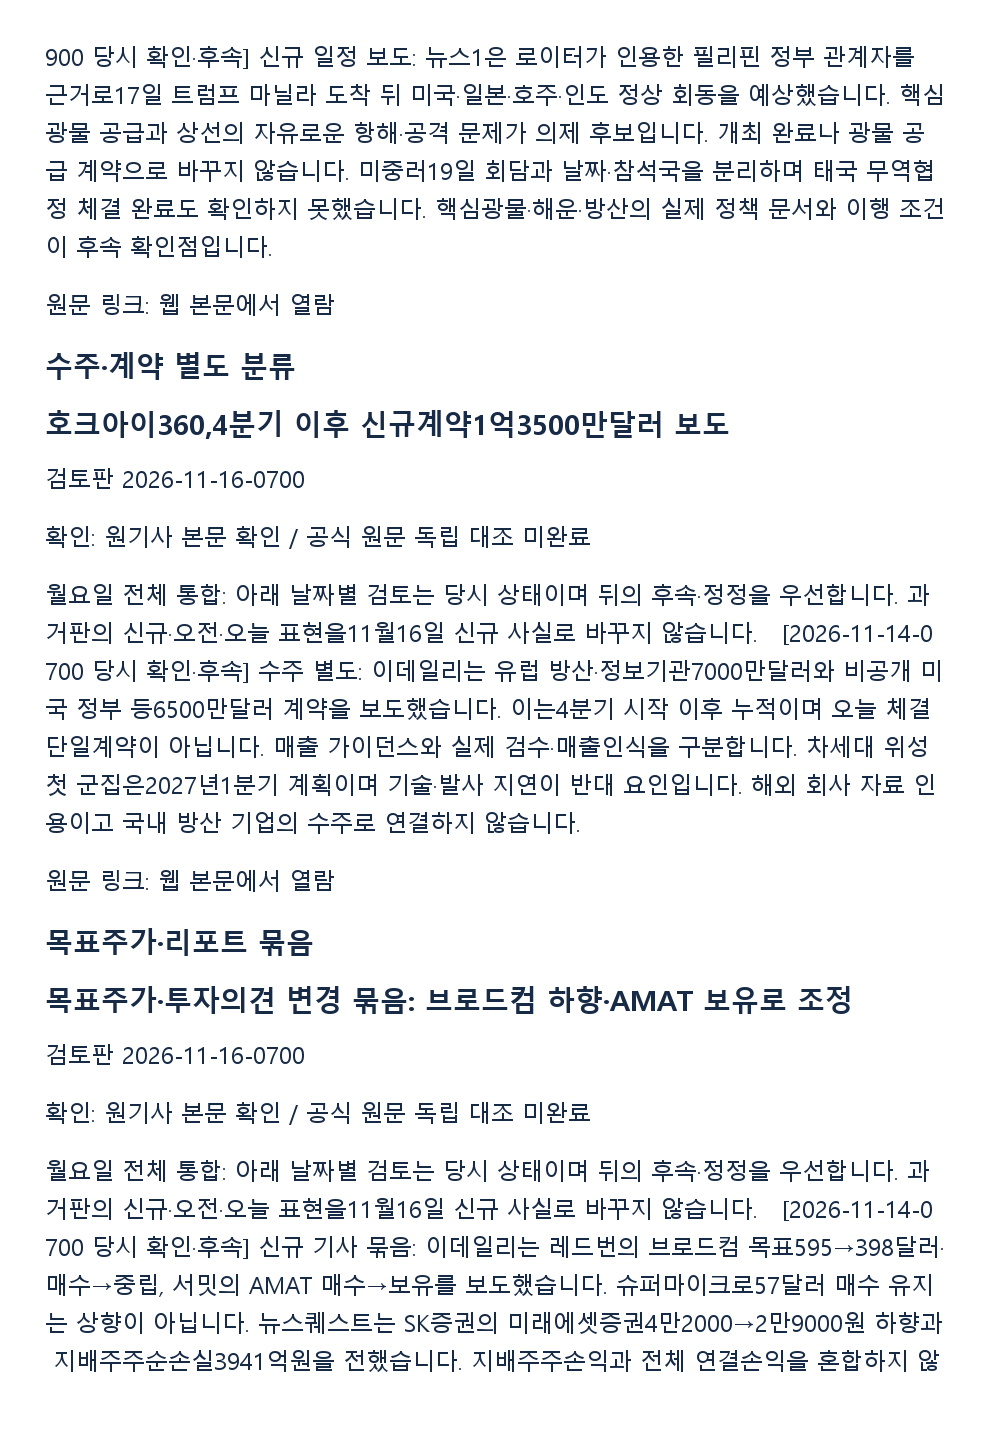 900 당시 확인·후속] 신규 일정 보도: 뉴스1은 로이터가 인용한 필리핀 정부 관계자를
근거로17일 트럼프 마닐라 도착 뒤 미국·일본·호주·인도 정상 회동을 예상했습니다. 핵심
광물 공급과 상선의 자유로운 항해·공격 문제가 의제 후보입니다. 개최 완료나 광물 공
급 계약으로 바꾸지 않습니다. 미중러19일 회담과 날짜·참석국을 분리하며 태국 무역협
정 체결 완료도 확인하지 못했습니다. 핵심광물·해운·방산의 실제 정책 문서와 이행 조건
이 후속 확인점입니다.
원문 링크: 웹 본문에서 열람
수주·계약 별도 분류
호크아이360,4분기 이후 신규계약1억3500만달러 보도
검토판 2026-11-16-0700
확인: 원기사 본문 확인 / 공식 원문 독립 대조 미완료
월요일 전체 통합: 아래 날짜별 검토는 당시 상태이며 뒤의 후속·정정을 우선합니다. 과
거판의 신규·오전·오늘 표현을11월16일 신규 사실로 바꾸지 않습니다. [2026-11-14-0
700 당시 확인·후속] 수주 별도: 이데일리는 유럽 방산·정보기관7000만달러와 비공개 미
국 정부 등6500만달러 계약을 보도했습니다. 이는4분기 시작 이후 누적이며 오늘 체결
단일계약이 아닙니다. 매출 가이던스와 실제 검수·매출인식을 구분합니다. 차세대 위성
첫 군집은2027년1분기 계획이며 기술·발사 지연이 반대 요인입니다. 해외 회사 자료 인
용이고 국내 방산 기업의 수주로 연결하지 않습니다.
원문 링크: 웹 본문에서 열람
목표주가·리포트 묶음
목표주가·투자의견 변경 묶음: 브로드컴 하향·AMAT 보유로 조정
검토판 2026-11-16-0700
확인: 원기사 본문 확인 / 공식 원문 독립 대조 미완료
월요일 전체 통합: 아래 날짜별 검토는 당시 상태이며 뒤의 후속·정정을 우선합니다. 과
거판의 신규·오전·오늘 표현을11월16일 신규 사실로 바꾸지 않습니다. [2026-11-14-0
700 당시 확인·후속] 신규 기사 묶음: 이데일리는 레드번의 브로드컴 목표595→398달러·
매수→중립, 서밋의 AMAT 매수→보유를 보도했습니다. 슈퍼마이크로57달러 매수 유지
는 상향이 아닙니다. 뉴스퀘스트는 SK증권의 미래에셋증권4만2000→2만9000원 하향과
지배주주순손실3941억원을 전했습니다. 지배주주손익과 전체 연결손익을 혼합하지 않